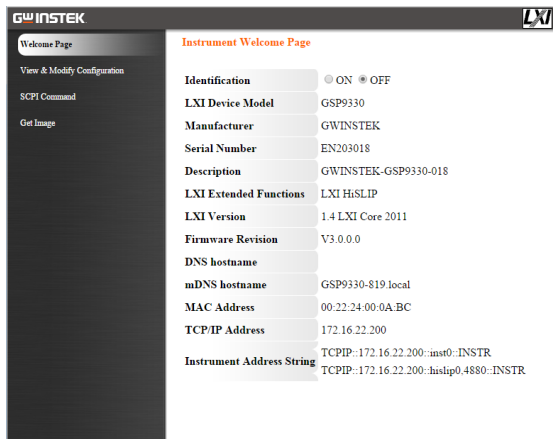 GWINSTEK
LXI
Welcome Page
View & Modify Configuration
SCPI Command
Get Image
Instrument Welcome Page
Identification ON OFF
LXI Device Model GSP9330
Manufacturer GWINSTEK
Serial Number EN203018
Description GWINSTEK-GSP9330-018
LXI Extended Functions LXI HiSLIP
LXI Version 1.4 LXI Core 2011
Firmware Revision V3.0.0.0
DNS hostname
mDNS hostname GSP9330-819.local
MAC Address 00:22:24:00:0A:BC
TCP/IP Address 172.16.22.200
Instrument Address String TCPIP::172.16.22.200::inst0::INSTR
TCPIP::172.16.22.200::hislip0,4880::INSTR